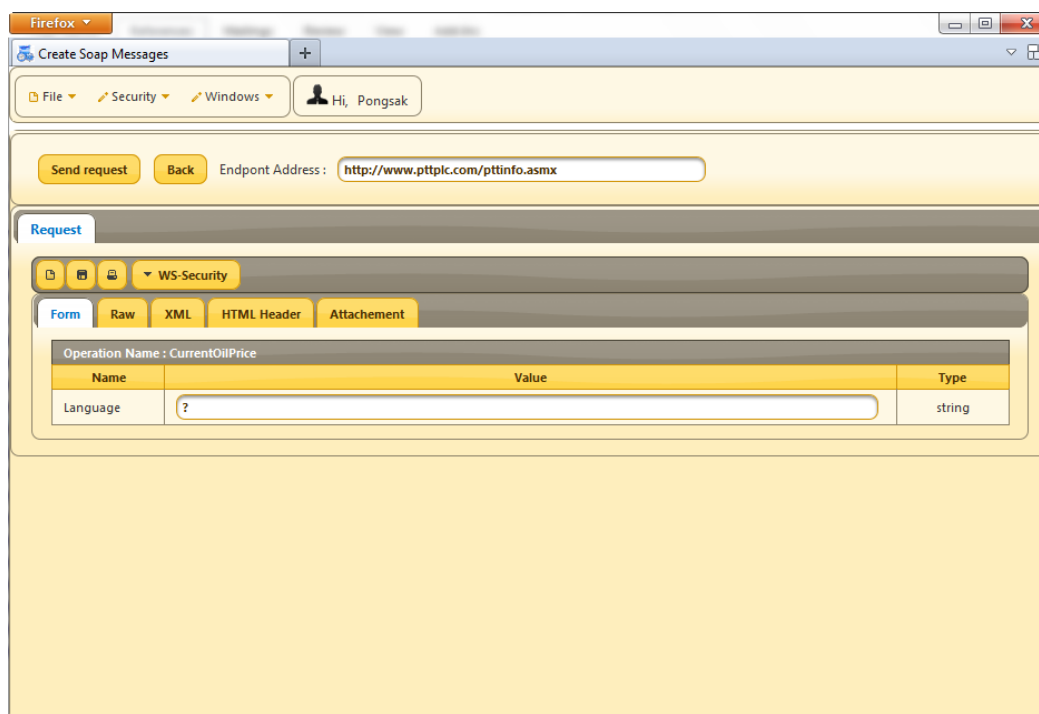 Firefox
Create Soap Messages
File Security Windows Hi, Pongsak
Send request Back Endpont Address : http://www.pttplc.com/pttinfo.asmx
Request
WS-Security
Form Raw XML HTML Header Attachement
Operation Name : CurrentOilPrice
Name Value Type
Language ? string